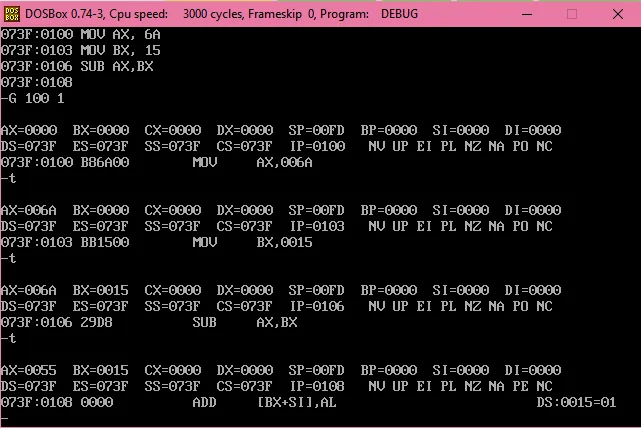 DOSBox 0.74-3, Cpu speed:    3000 cycles, Frameskip  0, Program:   DEBUG
073F:0100 MOV AX, 6A
073F:0103 MOV BX, 15
073F:0106 SUB AX,BX
073F:0108
-G 100 1

AX=0000  BX=0000  CX=0000  DX=0000  SP=00FD  BP=0000  SI=0000  DI=0000
DS=073F  ES=073F  SS=073F  CS=073F  IP=0100   NV UP EI PL NZ NA PO NC
073F:0100 B86A00        MOV     AX,006A
-t

AX=006A  BX=0000  CX=0000  DX=0000  SP=00FD  BP=0000  SI=0000  DI=0000
DS=073F  ES=073F  SS=073F  CS=073F  IP=0103   NV UP EI PL NZ NA PO NC
073F:0103 BB1500        MOV     BX,0015
-t

AX=006A  BX=0015  CX=0000  DX=0000  SP=00FD  BP=0000  SI=0000  DI=0000
DS=073F  ES=073F  SS=073F  CS=073F  IP=0106   NV UP EI PL NZ NA PO NC
073F:0106 29D8          SUB     AX,BX
-t

AX=0055  BX=0015  CX=0000  DX=0000  SP=00FD  BP=0000  SI=0000  DI=0000
DS=073F  ES=073F  SS=073F  CS=073F  IP=0108   NV UP EI PL NZ NA PE NC
073F:0108 0000          ADD     [BX+SI],AL                         DS:0015=01
-